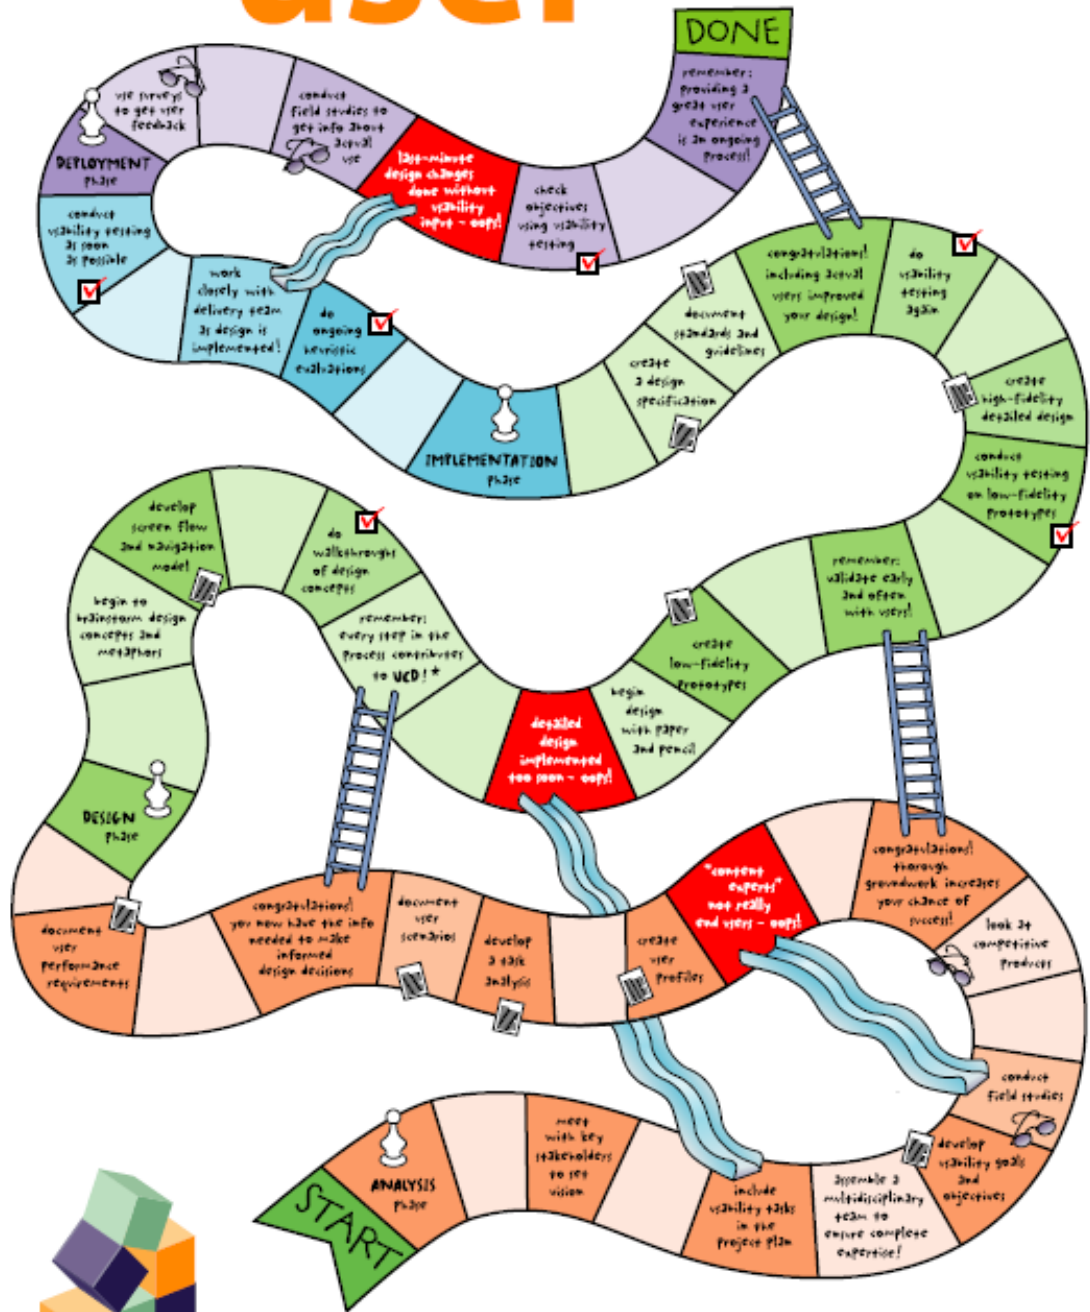 user
DONE
remember:
providing a
great user
experience
is an ongoing
process!
use surveys
to get user
feedback
conduct
field studies to
get info about
actual
use
last-minute
design changes
done without
usability
input - oops!
check
objectives
using usability
testing
DEPLOYMENT
phase
conduct
usability testing
as soon
as possible
work
closely with
delivery team
as design is
implemented!
do
ongoing
heuristic
evaluations
IMPLEMENTATION
phase
create
a design
specification
document
standards and
guidelines
congratulations!
including actual
users improved
your design!
do
usability
testing
again
create
high-fidelity
detailed design
conduct
usability testing
on low-fidelity
prototypes
remember:
validate early
and often
with users!
create
low-fidelity
prototypes
begin
design
with paper
and pencil
detailed
design
implemented
too soon - oops!
remember:
every step in the
process contributes
to UCD! *
do
walkthroughs
of design
concepts
develop
screen flow
and navigation
model
begin to
brainstorm design
concepts and
metaphors
DESIGN
phase
document
user
performance
requirements
congratulations!
you now have the info
needed to make
informed
design decisions
document
user
scenarios
develop
a task
analysis
create
user
profiles
"content
experts"
not really
end users - oops!
congratulations!
thorough
groundwork increases
your chance of
success!
look at
competitive
products
conduct
field studies
develop
usability goals
and
objectives
assemble a
multidisciplinary
team to
ensure complete
expertise!
include
usability tasks
in the
project plan
meet
with key
stakeholders
to set
vision
ANALYSIS
phase
START